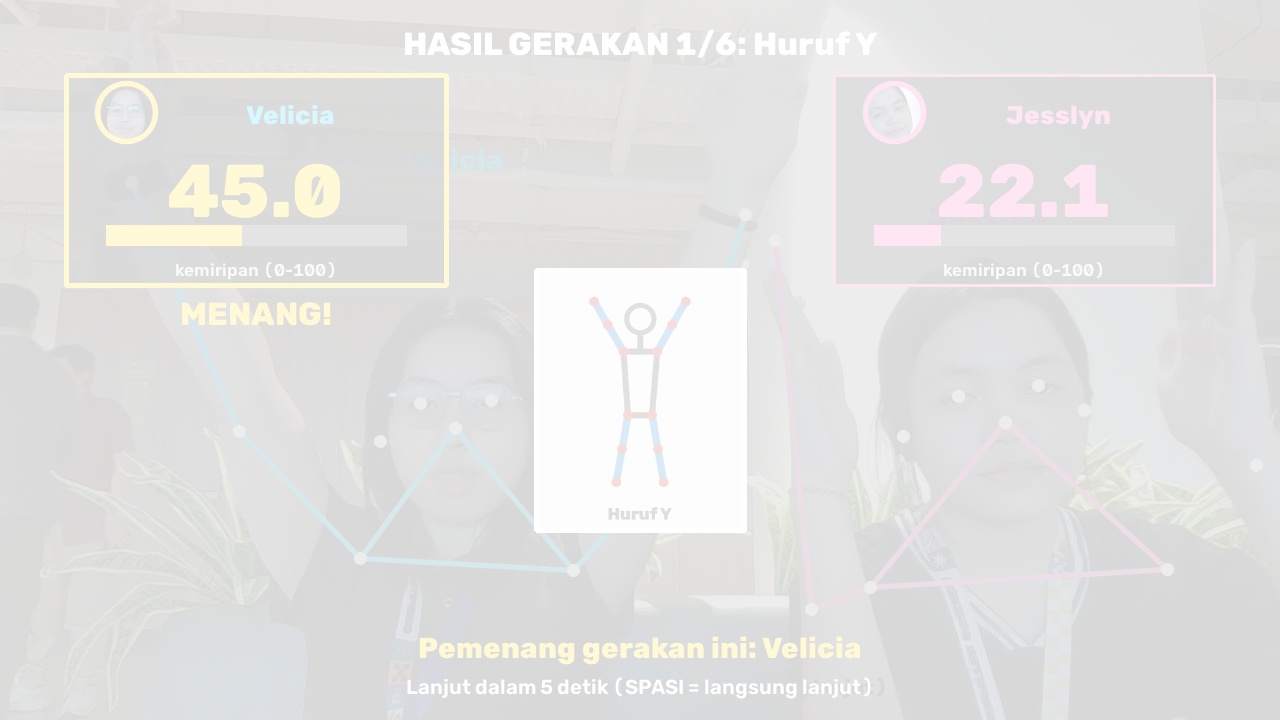 HASIL GERAKAN 1/6: Huruf Y
Velicia
45.0
kemiripan (0-100)
MENANG!
Jesslyn
22.1
kemiripan (0-100)
Velicia
Huruf Y
Pemenang gerakan ini: Velicia
Lanjut dalam 5 detik (SPASI = langsung lanjut)